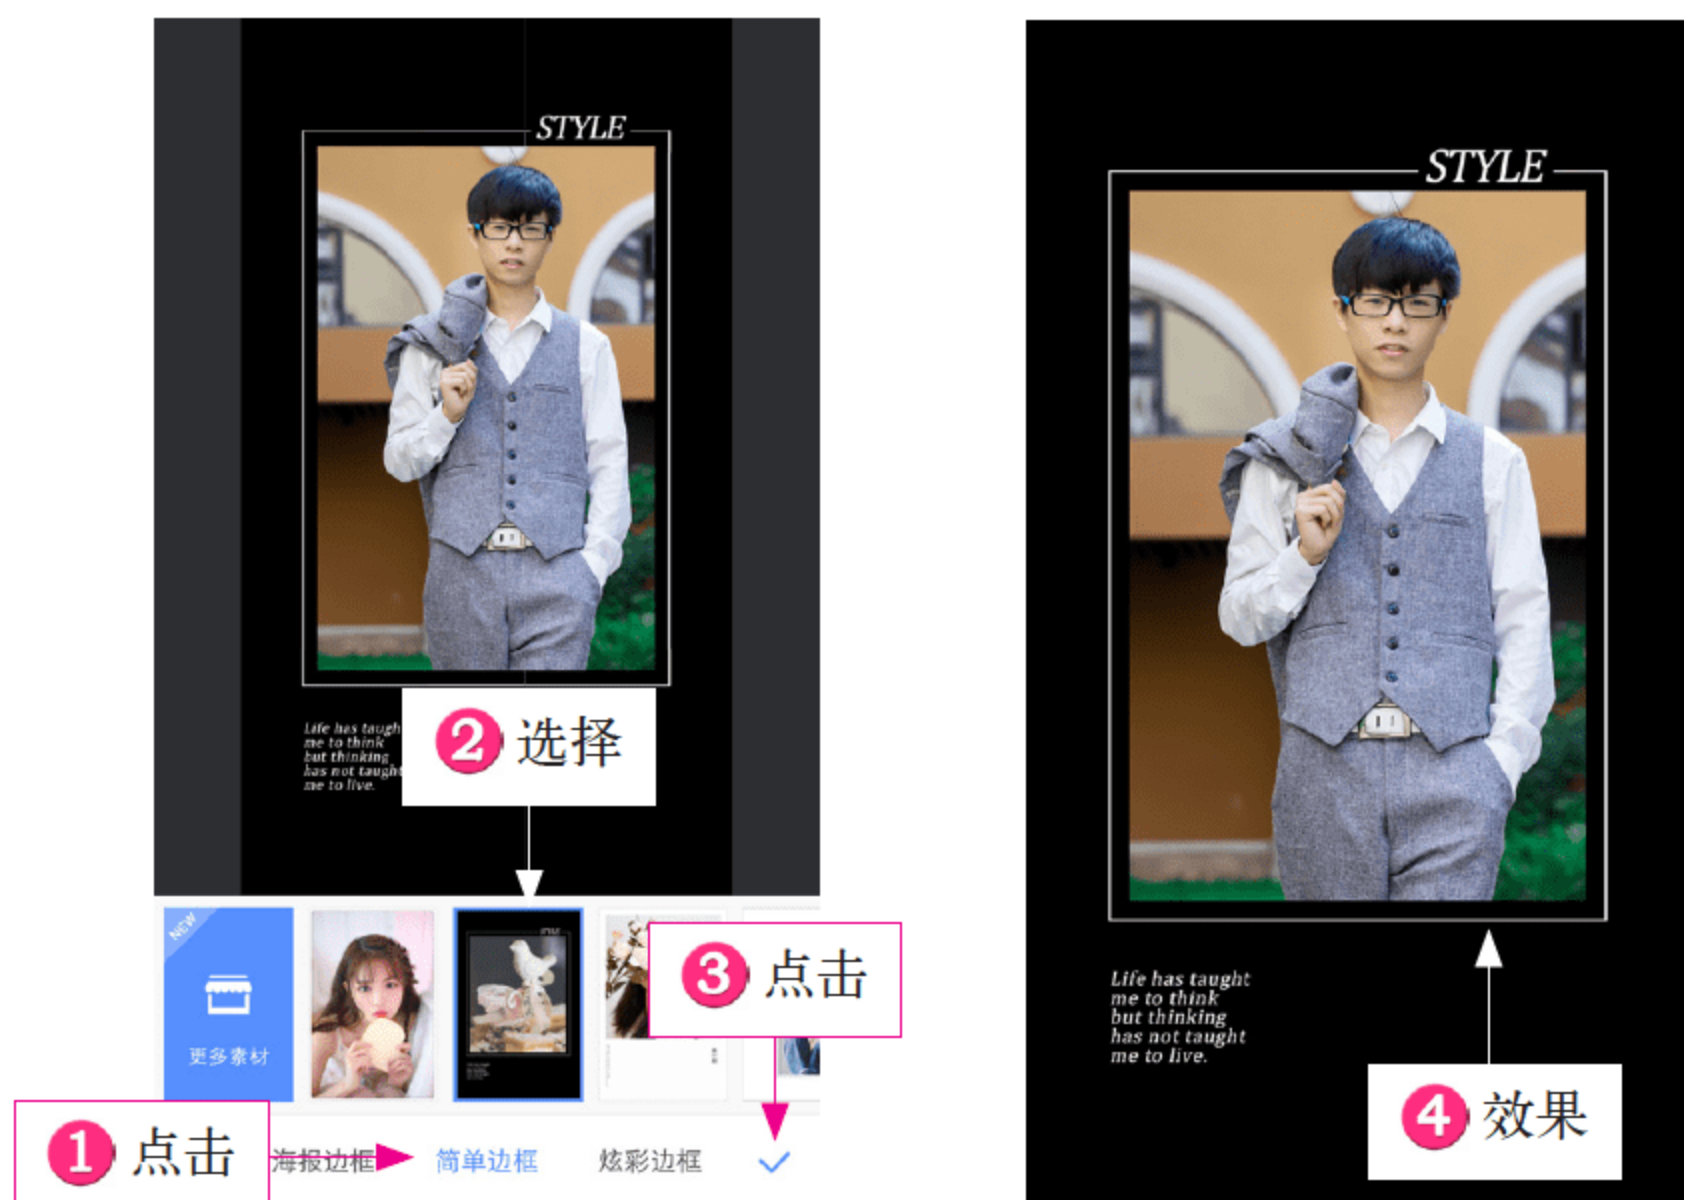 STYLE
Life has taugh
me to think
but thinking
has not taught
me to live.
2 选择
NEW
更多素材
3 点击
1 点击
海报边框
简单边框
炫彩边框
STYLE
Life has taught
me to think
but thinking
has not taught
me to live.
4 效果